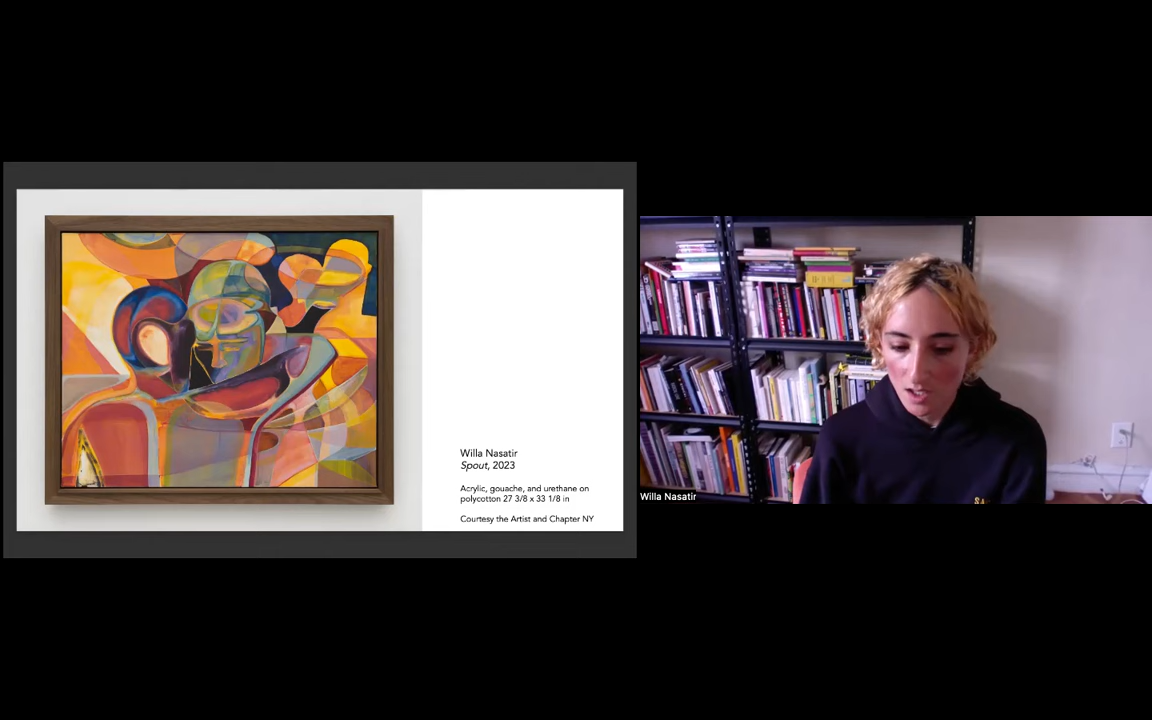 Willa Nasatir
Spout, 2023
Acrylic, gouache, and urethane on
polycotton 27 3/8 x 33 1/8 in
Courtesy the Artist and Chapter NY
Willa Nasatir